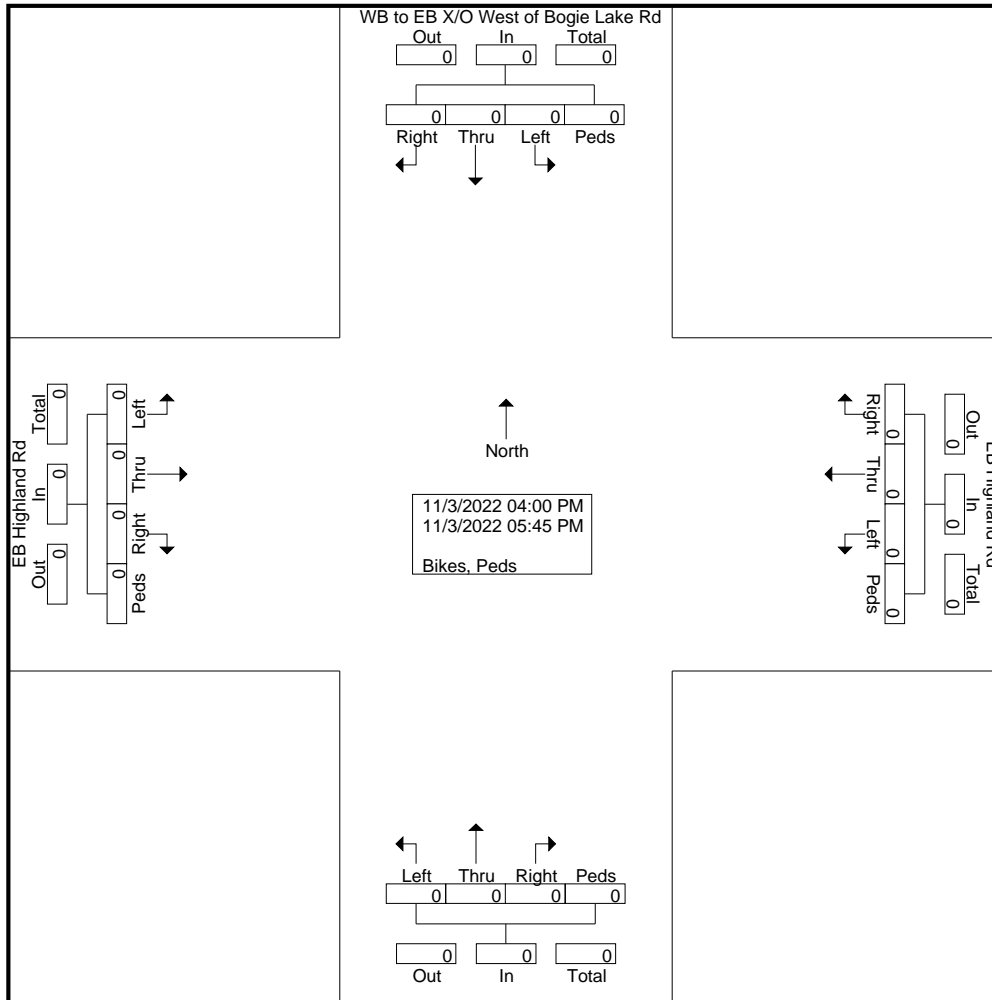 WB to EB X/O West of Bogie Lake Rd
Out In Total
0 0 0
0 0 0 0
Right Thru Left Peds
EB Highland Rd
Total In Out
0 0 0
0 0 0 0
Left Thru Right Peds
North
11/3/2022 04:00 PM
11/3/2022 05:45 PM
Bikes, Peds
Right Thru Left Peds
0 0 0 0
Out In Total
0 0 0
EB Highland Rd
Left Thru Right Peds
0 0 0 0
0 0 0
Out In Total